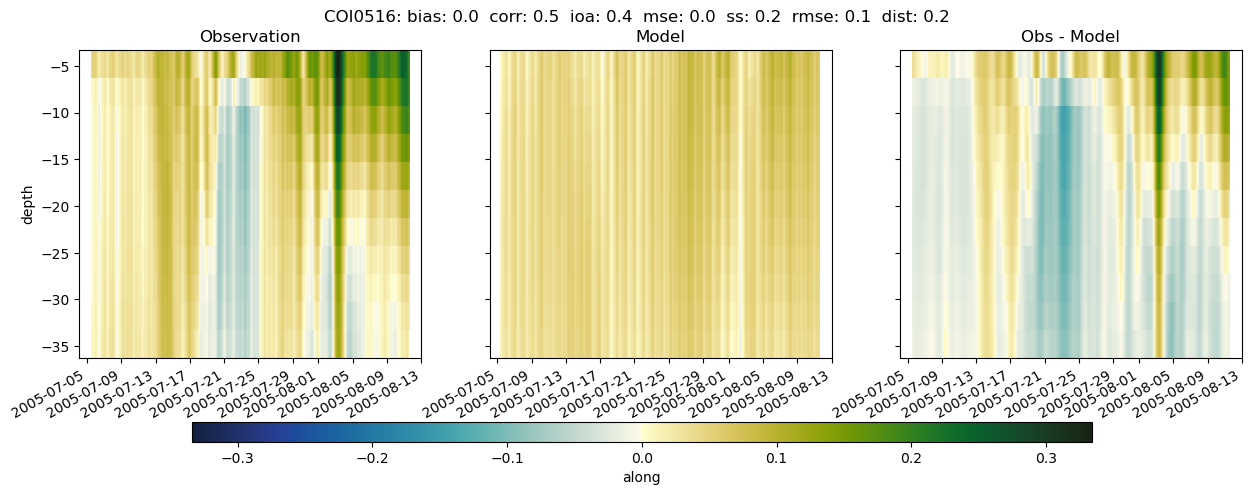 COI0516: bias: 0.0  corr: 0.5  ioa: 0.4  mse: 0.0  ss: 0.2  rmse: 0.1  dist: 0.2
Observation Model Obs - Model
depth
−5
−10
−15
−20
−25
−30
−35
2005-07-05 2005-07-09 2005-07-13 2005-07-17 2005-07-21 2005-07-25 2005-07-29 2005-08-01 2005-08-05 2005-08-09 2005-08-13
2005-07-05 2005-07-09 2005-07-13 2005-07-17 2005-07-21 2005-07-25 2005-07-29 2005-08-01 2005-08-05 2005-08-09 2005-08-13
2005-07-05 2005-07-09 2005-07-13 2005-07-17 2005-07-21 2005-07-25 2005-07-29 2005-08-01 2005-08-05 2005-08-09 2005-08-13
−0.3 −0.2 −0.1 0.0 0.1 0.2 0.3
along